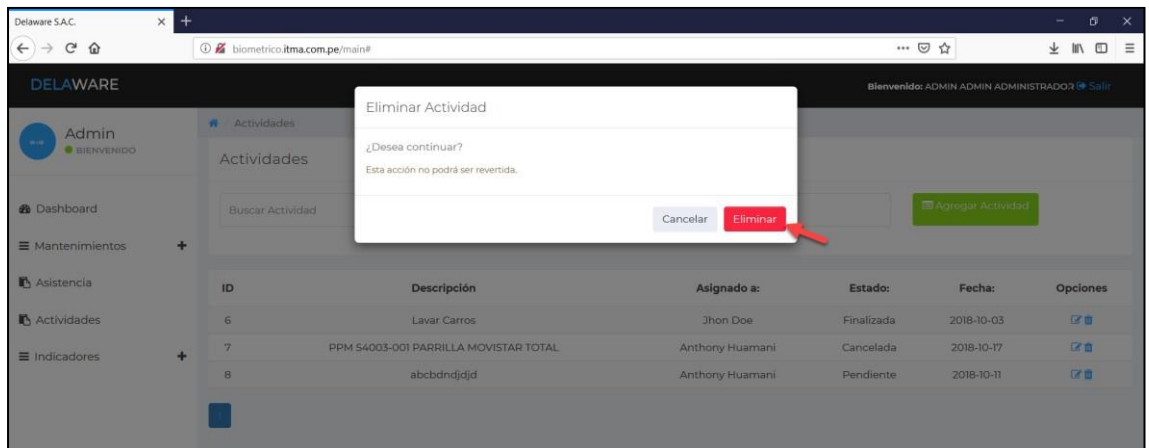 Delaware S.A.C.
biometrico.itma.com.pe/main#
DELAWARE
Bienvenido: ADMIN ADMIN ADMINISTRADOR Salir
Admin
BIENVENIDO
Dashboard
Mantenimientos
Asistencia
Actividades
Indicadores
/ Actividades
Actividades
Buscar Actividad
Agregar Actividad
Eliminar Actividad
¿Desea continuar?
Esta acción no podrá ser revertida.
Cancelar Eliminar
ID Descripción Asignado a: Estado: Fecha: Opciones
6 Lavar Carros Jhon Doe Finalizada 2018-10-03
7 PPM 54003-001 PARRILLA MOVISTAR TOTAL Anthony Huamani Cancelada 2018-10-17
8 abcbdndjdjd Anthony Huamani Pendiente 2018-10-11